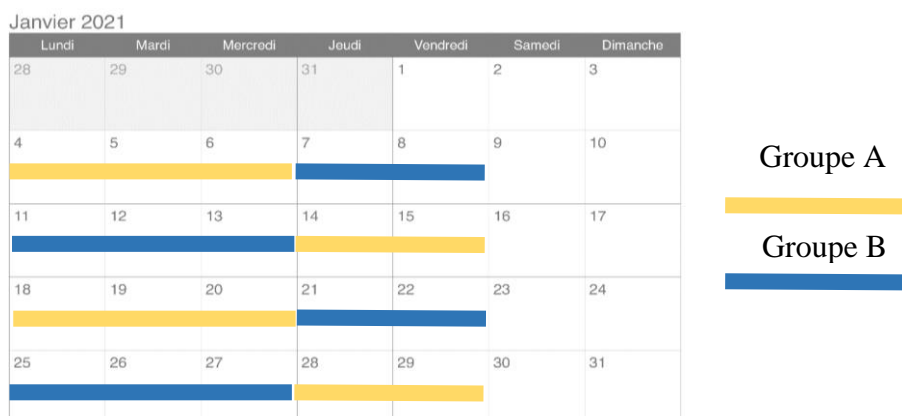 Janvier 2021
Lundi Mardi Mercredi Jeudi Vendredi Samedi Dimanche
28 29 30 31 1 2 3
4 5 6 7 8 9 10
11 12 13 14 15 16 17
18 19 20 21 22 23 24
25 26 27 28 29 30 31
Groupe A
Groupe B